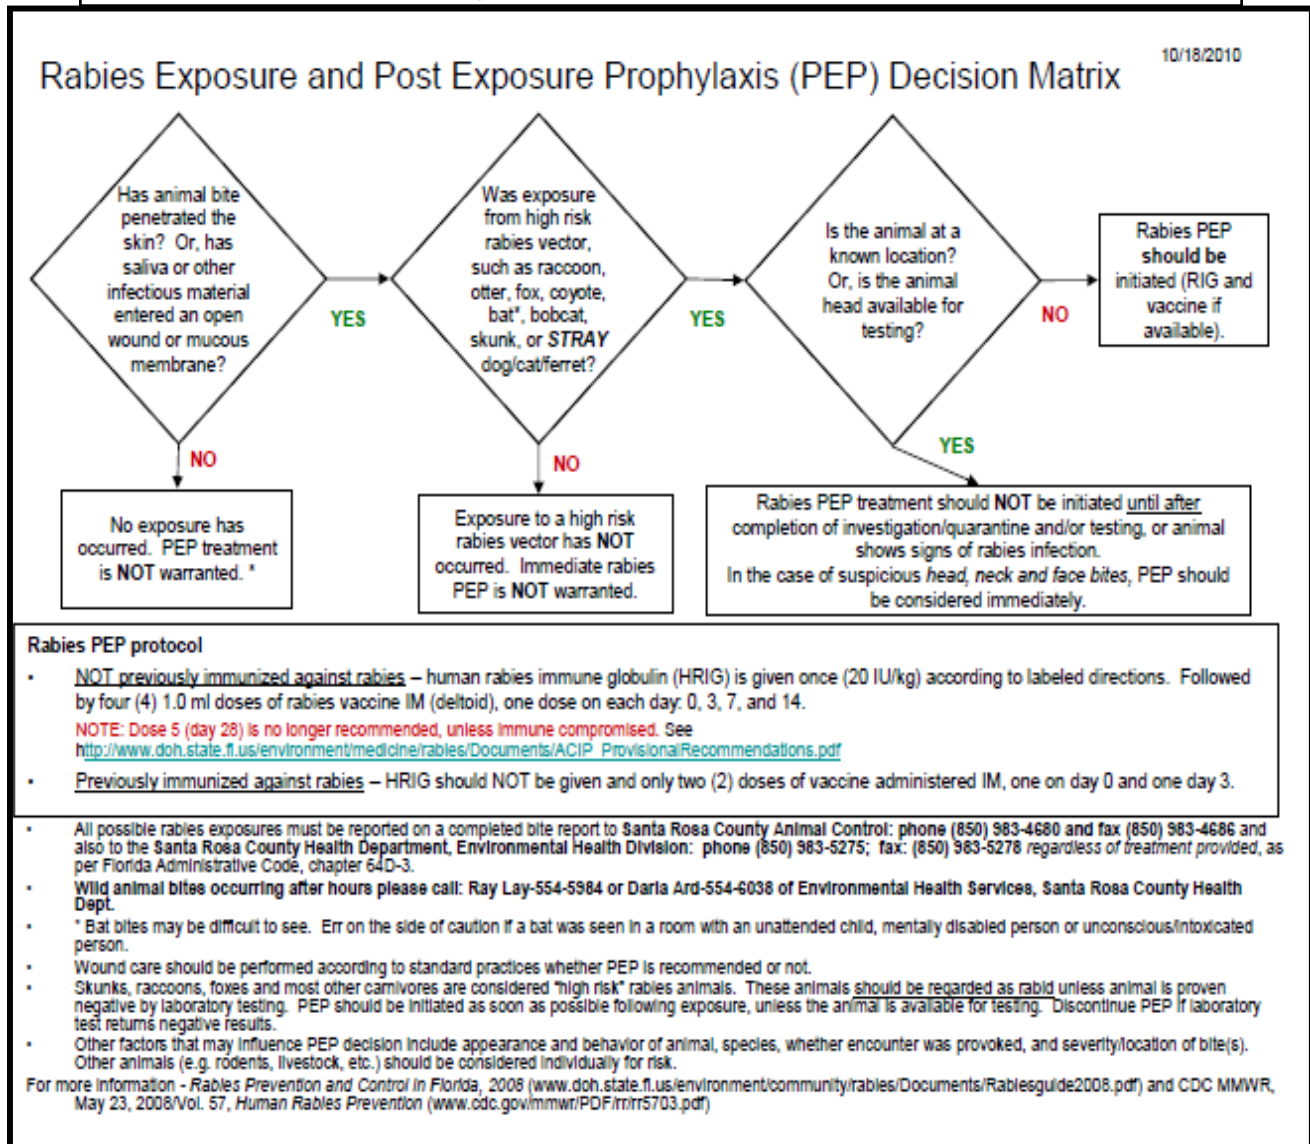 10/18/2010
Rabies Exposure and Post Exposure Prophylaxis (PEP) Decision Matrix
Has animal bite
penetrated the
skin? Or, has
saliva or other
infectious material
entered an open
wound or mucous
membrane?
YES
NO
No exposure has
occurred. PEP treatment
is NOT warranted. *
Was exposure
from high risk
rabies vector,
such as raccoon,
otter, fox, coyote,
bat*, bobcat,
skunk, or STRAY
dog/cat/ferret?
YES
NO
Exposure to a high risk
rabies vector has NOT
occurred. Immediate rabies
PEP is NOT warranted.
Is the animal at a
known location?
Or, is the animal
head available for
testing?
NO
Rabies PEP
should be
initiated (RIG and
vaccine if
available).
YES
Rabies PEP treatment should NOT be initiated until after
completion of investigation/quarantine and/or testing, or animal
shows signs of rabies infection.
In the case of suspicious head, neck and face bites, PEP should
be considered immediately.
Rabies PEP protocol
▪ NOT previously immunized against rabies – human rabies immune globulin (HRIG) is given once (20 IU/kg) according to labeled directions. Followed
by four (4) 1.0 ml doses of rabies vaccine IM (deltoid), one dose on each day: 0, 3, 7, and 14.
NOTE: Dose 5 (day 28) is no longer recommended, unless immune compromised. See
http://www.doh.state.fl.us/environment/medicine/rabies/Documents/ACIP_ProvisionalRecommendations.pdf
▪ Previously immunized against rabies – HRIG should NOT be given and only two (2) doses of vaccine administered IM, one on day 0 and one day 3.
▪ All possible rabies exposures must be reported on a completed bite report to Santa Rosa County Animal Control: phone (850) 983-4680 and fax (850) 983-4686 and
also to the Santa Rosa County Health Department, Environmental Health Division: phone (850) 983-5275; fax: (850) 983-5278 regardless of treatment provided, as
per Florida Administrative Code, chapter 64D-3.
▪ Wild animal bites occurring after hours please call: Ray Lay-554-5984 or Darla Ard-554-6038 of Environmental Health Services, Santa Rosa County Health
Dept.
▪ * Bat bites may be difficult to see. Err on the side of caution if a bat was seen in a room with an unattended child, mentally disabled person or unconscious/intoxicated
person.
▪ Wound care should be performed according to standard practices whether PEP is recommended or not.
▪ Skunks, raccoons, foxes and most other carnivores are considered "high risk" rabies animals. These animals should be regarded as rabid unless animal is proven
negative by laboratory testing. PEP should be initiated as soon as possible following exposure, unless the animal is available for testing. Discontinue PEP if laboratory
test returns negative results.
▪ Other factors that may influence PEP decision include appearance and behavior of animal, species, whether encounter was provoked, and severity/location of bite(s).
Other animals (e.g. rodents, livestock, etc.) should be considered individually for risk.
For more information - Rabies Prevention and Control in Florida, 2008 (www.doh.state.fl.us/environment/community/rabies/Documents/Rabiesguide2008.pdf) and CDC MMWR,
May 23, 2008/Vol. 57, Human Rabies Prevention (www.cdc.gov/mmwr/PDF/rr/rr5703.pdf)